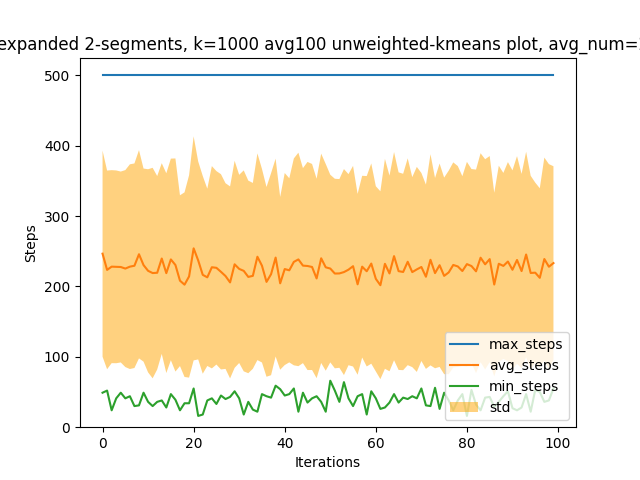 expanded 2-segments, k=1000 avg100 unweighted-kmeans plot, avg_num=
500
400
300
200
100
0
Steps
0 20 40 60 80 100
Iterations
max_steps
avg_steps
min_steps
std